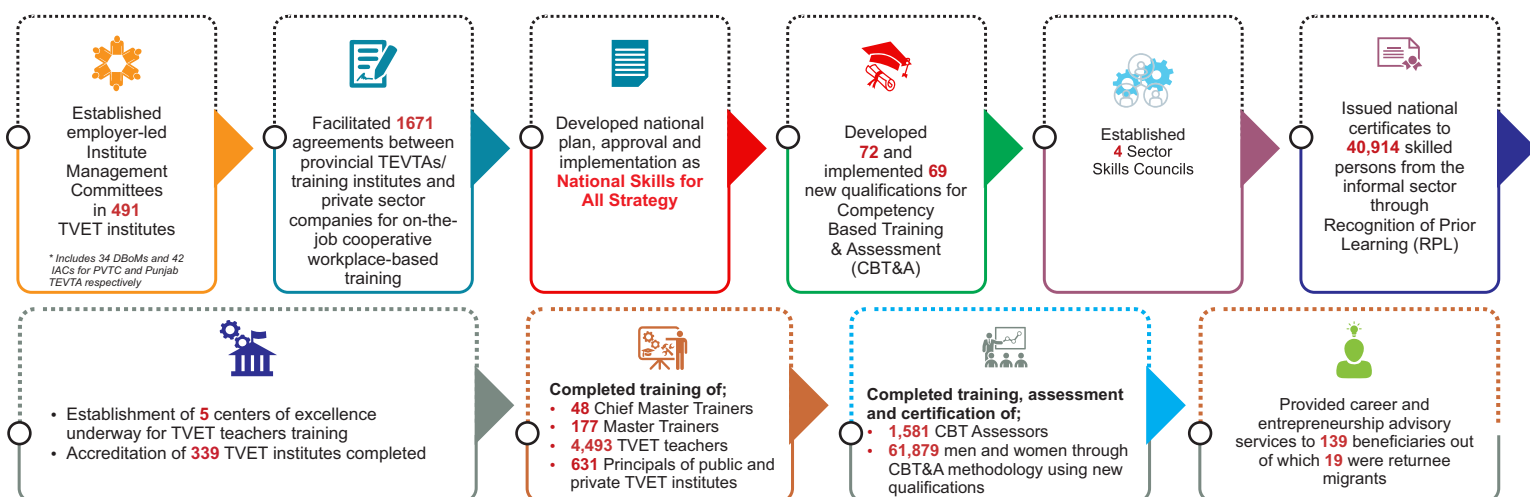 Established
employer-led
Institute
Management
Committees
in 491
TVET institutes
* Includes 34 DBoMs and 42
IACs for PVTC and Punjab
TEVTA respectively
Facilitated 1671
agreements between
provincial TEVTAs/
training institutes and
private sector
companies for on-the-
job cooperative
workplace-based
training
Developed national
plan, approval and
implementation as
National Skills for
All Strategy
Developed
72 and
implemented 69
new qualifications for
Competency
Based Training
& Assessment
(CBT&A)
Established
4 Sector
Skills Councils
Issued national
certificates to
40,914 skilled
persons from the
informal sector
through
Recognition of Prior
Learning (RPL)
• Establishment of 5 centers of excellence
underway for TVET teachers training
• Accreditation of 339 TVET institutes completed
Completed training of;
• 48 Chief Master Trainers
• 177 Master Trainers
• 4,493 TVET teachers
• 631 Principals of public and
private TVET institutes
Completed training, assessment
and certification of;
• 1,581 CBT Assessors
• 61,879 men and women through
CBT&A methodology using new
qualifications
Provided career and
entrepreneurship advisory
services to 139 beneficiaries out
of which 19 were returnee
migrants